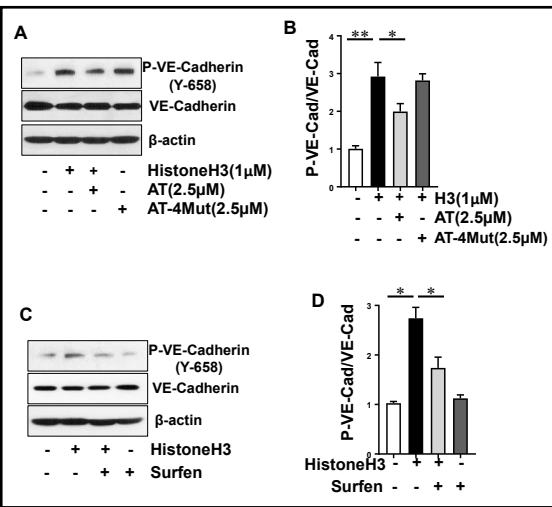 A
P-VE-Cadherin
(Y-658)
VE-Cadherin
β-actin
- + + - HistoneH3(1μM)
- - + - AT(2.5μM)
- - - + AT-4Mut(2.5μM)
B
** *
P-VE-Cad/VE-Cad
4
3
2
1
0
- + + + H3(1μM)
- - + - AT(2.5μM)
- - - + AT-4Mut(2.5μM)
C
P-VE-Cadherin
(Y-658)
VE-Cadherin
β-actin
- + + - HistoneH3
- - + + Surfen
D
* *
P-VE-Cad/VE-Cad
3
2
1
0
HistoneH3 - + + -
Surfen - - + +